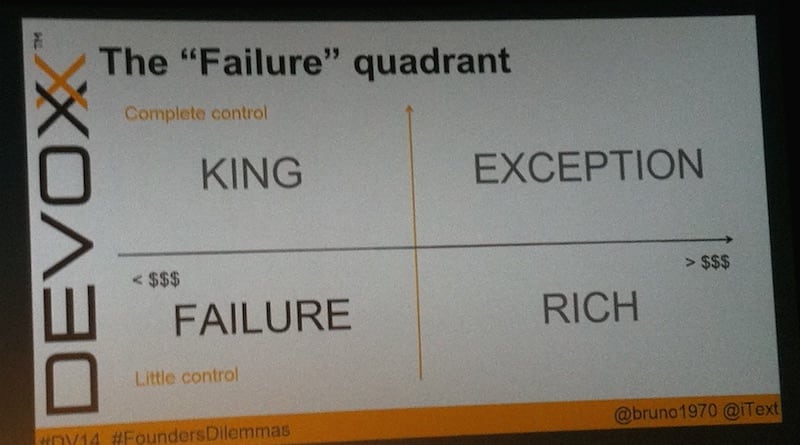 DEVOXX™
The “Failure” quadrant
Complete control
KING
EXCEPTION
< $$$
> $$$
FAILURE
RICH
Little control
@bruno1970 @iText
#DV14 #FoundersDilemmas